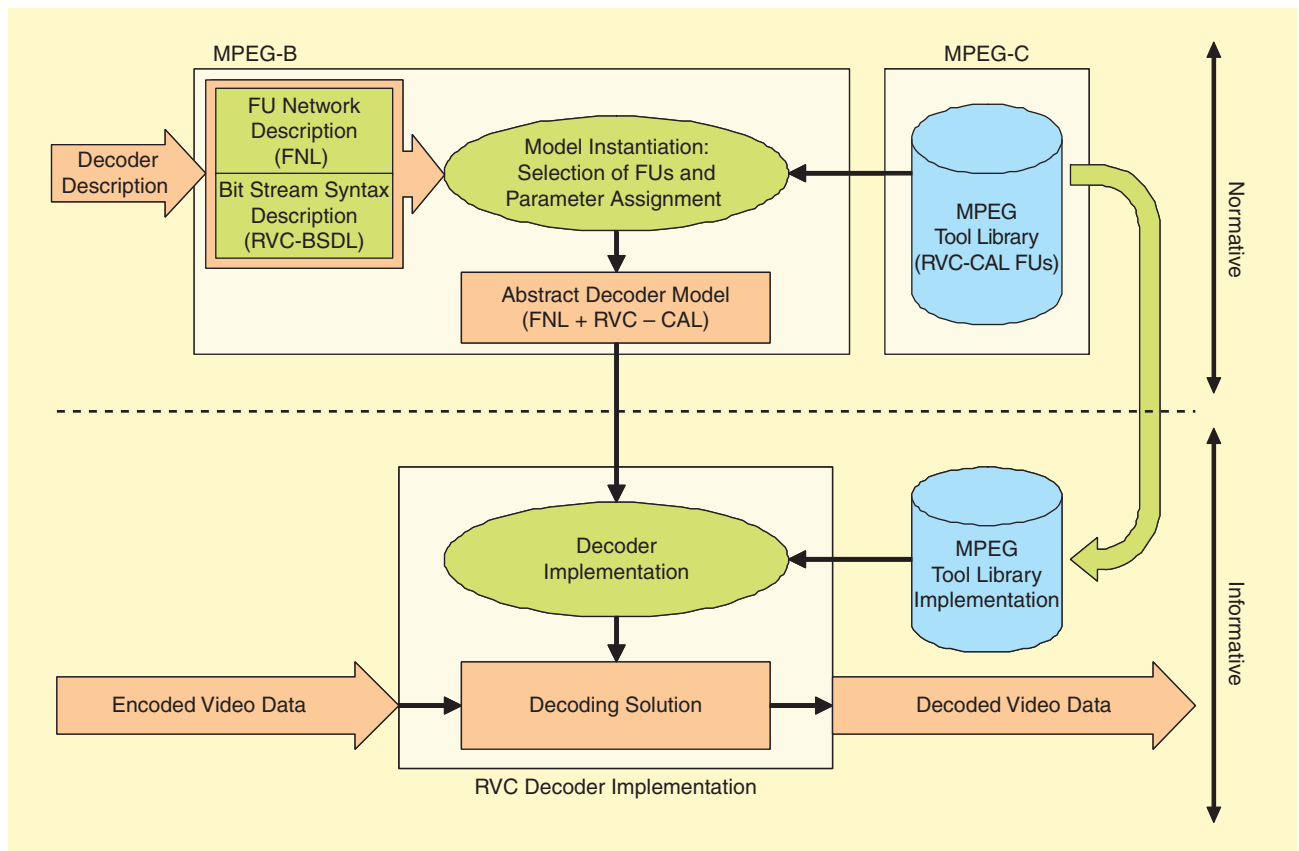 MPEG-B
MPEG-C
Decoder
Description
FU Network
Description
(FNL)
Bit Stream Syntax
Description
(RVC-BSDL)
Model Instantiation:
Selection of FUs and
Parameter Assignment
MPEG
Tool Library
(RVC-CAL FUs)
Normative
Abstract Decoder Model
(FNL + RVC – CAL)
Decoder
Implementation
MPEG
Tool Library
Implementation
Informative
Encoded Video Data
Decoding Solution
Decoded Video Data
RVC Decoder Implementation